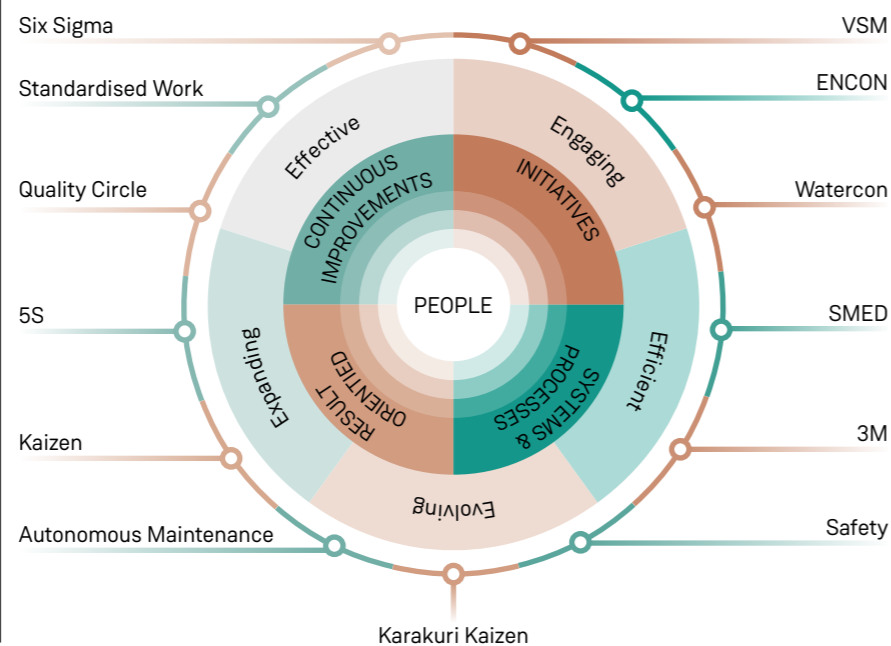 Six Sigma
VSM
Standardised Work
ENCON
Quality Circle
Watercon
5S
SMED
Kaizen
3M
Autonomous Maintenance
Safety
Karakuri Kaizen
Effective
Engaging
Efficient
Evolving
Expanding
CONTINUOUS
IMPROVEMENTS
INITIATIVES
SYSTEMS &
PROCESSES
RESULT
ORIENTIED
PEOPLE